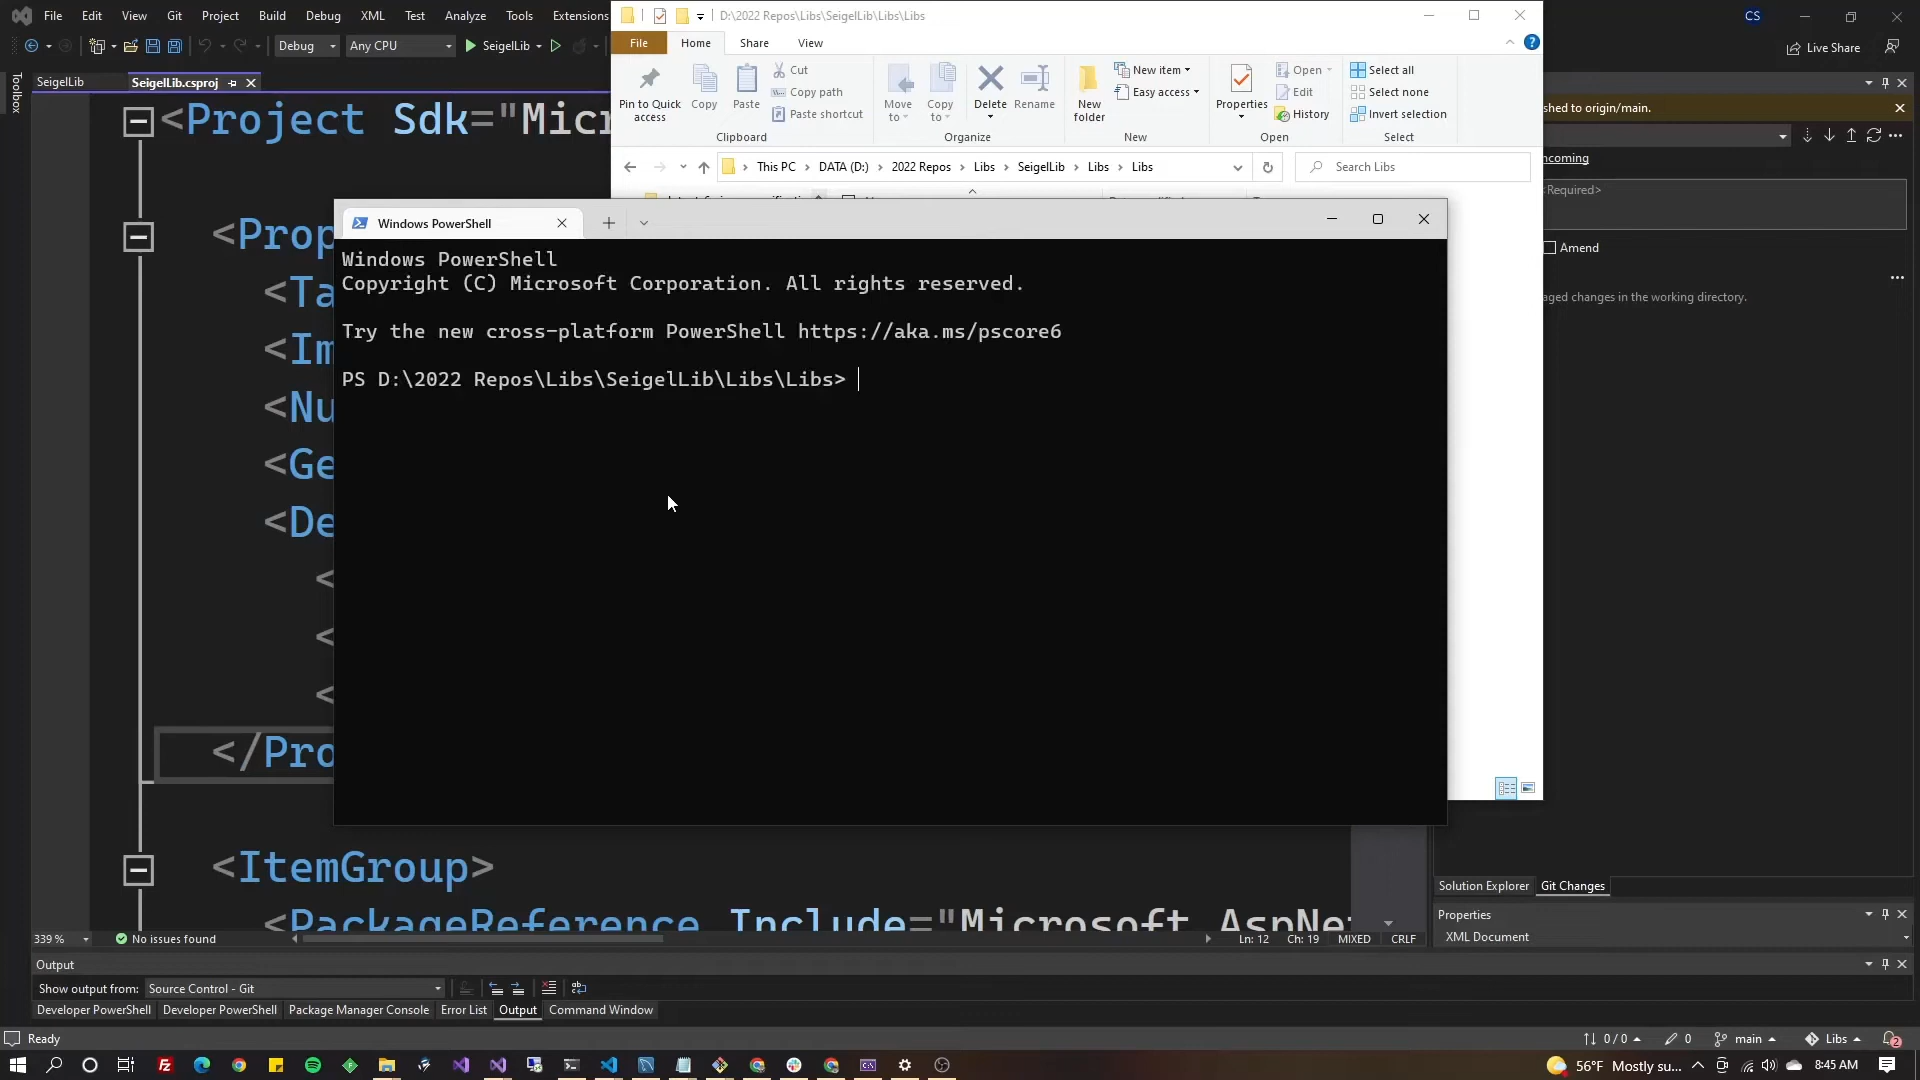 File Edit View Git Project Build Debug XML Test Analyze Tools Extensions
D:\2022 Repos\Libs\SeigelLib\Libs\Libs
CS
Debug Any CPU SeigelLib
File Home Share View
Live Share
Toolbox
SeigelLib SeigelLib.csproj
Pin to Quick access
Copy
Paste
Cut
Copy path
Paste shortcut
Move to
Copy to
Delete
Rename
New folder
New item
Easy access
Properties
Open
Edit
History
Select all
Select none
Invert selection
Clipboard Organize New Open Select
shed to origin/main.
<Project Sdk="Micr
This PC DATA (D:) 2022 Repos Libs SeigelLib Libs Libs
Search Libs
ncoming
<Required>
Amend
aged changes in the working directory.
Windows PowerShell
Windows PowerShell
Copyright (C) Microsoft Corporation. All rights reserved.
Try the new cross-platform PowerShell https://aka.ms/pscore6
PS D:\2022 Repos\Libs\SeigelLib\Libs\Libs>
<Prop
<Ta
<Im
<Nu
<Ge
<De
<
<
<
</Pro
<ItemGroup>
<PackageReference Include="Microsoft.AspNet
Solution Explorer Git Changes
Properties
XML Document
339 % No issues found Ln: 12 Ch: 19 MIXED CRLF
Output
Show output from: Source Control - Git
Developer PowerShell Developer PowerShell Package Manager Console Error List Output Command Window
Ready 0 / 0 0 main Libs 2
56°F Mostly su... 8:45 AM